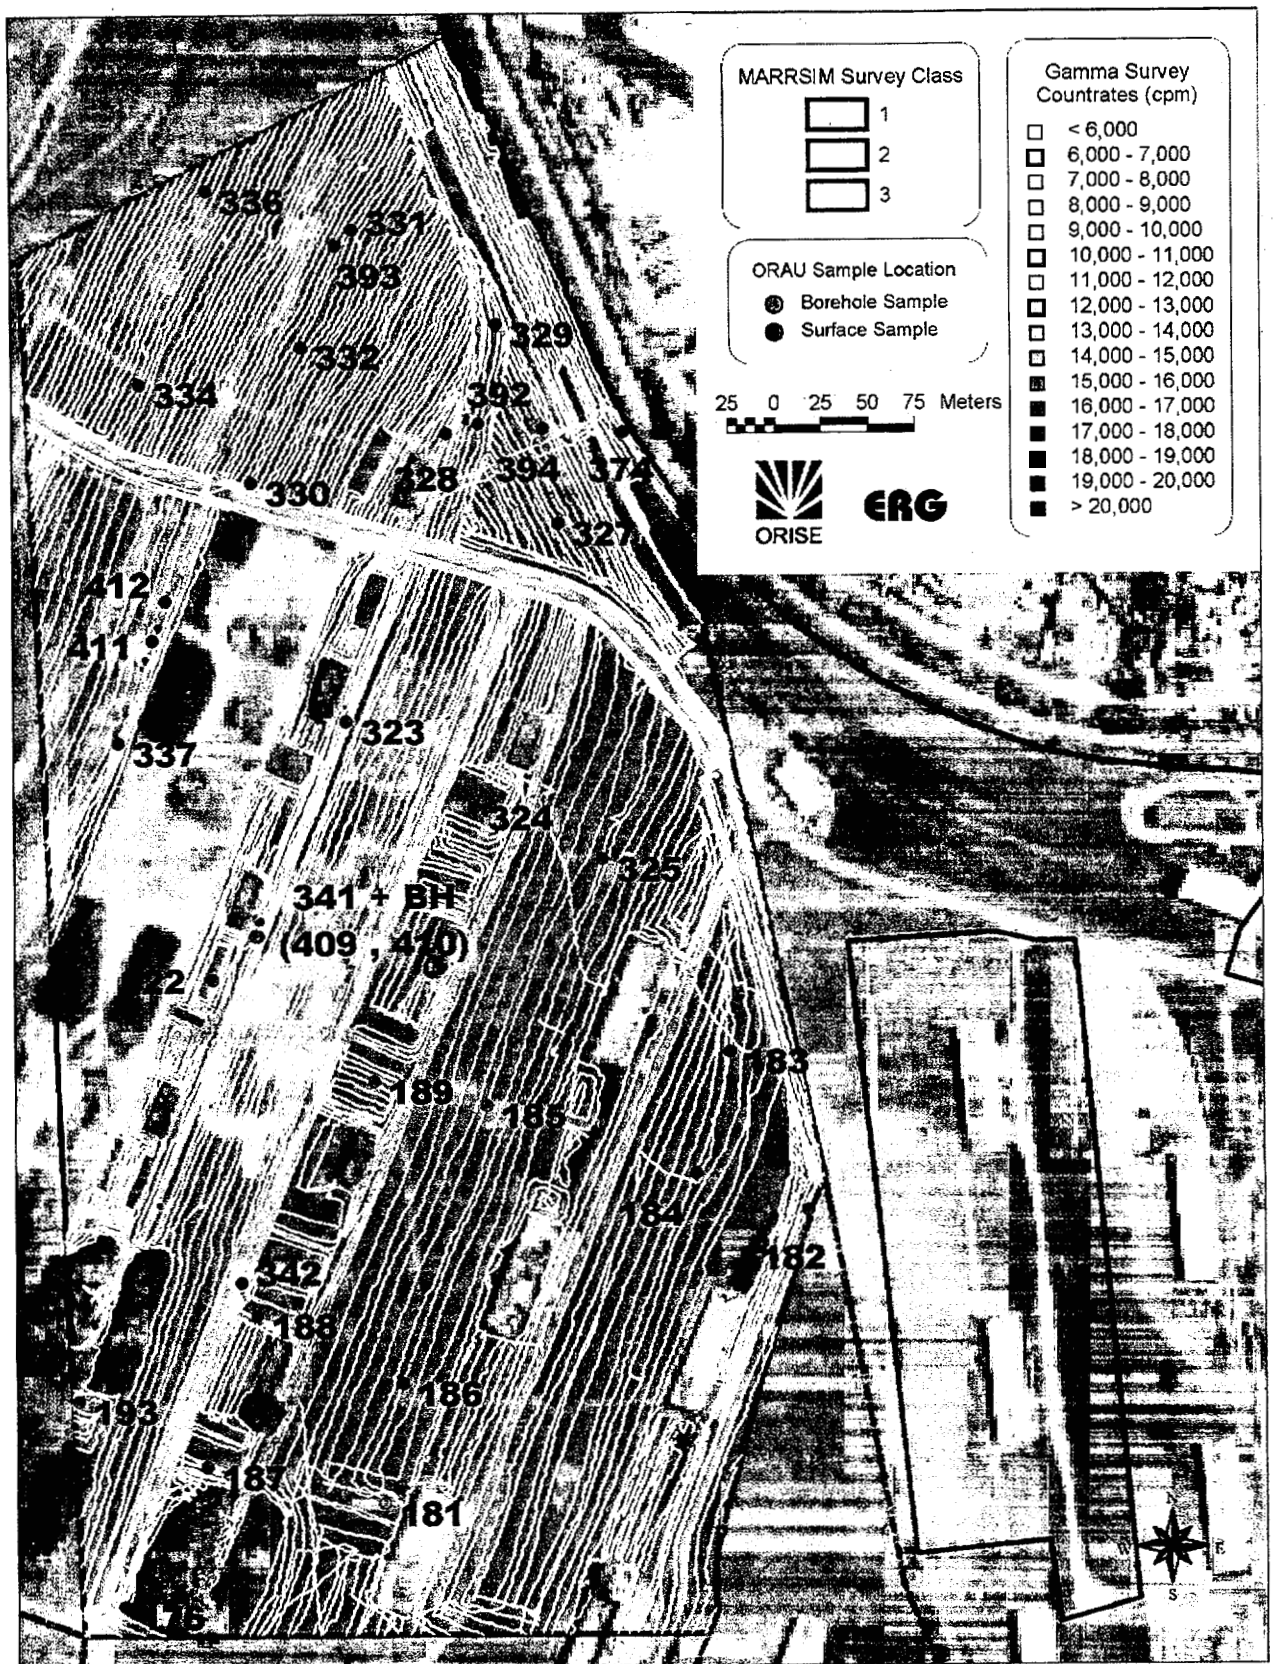 MARRSIM Survey Class
1
2
3
Gamma Survey
Countrates (cpm)
< 6,000
6,000 - 7,000
7,000 - 8,000
8,000 - 9,000
9,000 - 10,000
10,000 - 11,000
11,000 - 12,000
12,000 - 13,000
13,000 - 14,000
14,000 - 15,000
15,000 - 16,000
16,000 - 17,000
17,000 - 18,000
18,000 - 19,000
19,000 - 20,000
> 20,000
ORAU Sample Location
Borehole Sample
Surface Sample
25 0 25 50 75 Meters
ORISE
ERG
336
331
393
329
332
334
392
328
394
374
330
327
412
411
323
337
324
325
341 + BH
(409 , 410)
22
183
189
185
184
182
342
188
186
193
187
181
N
E
S